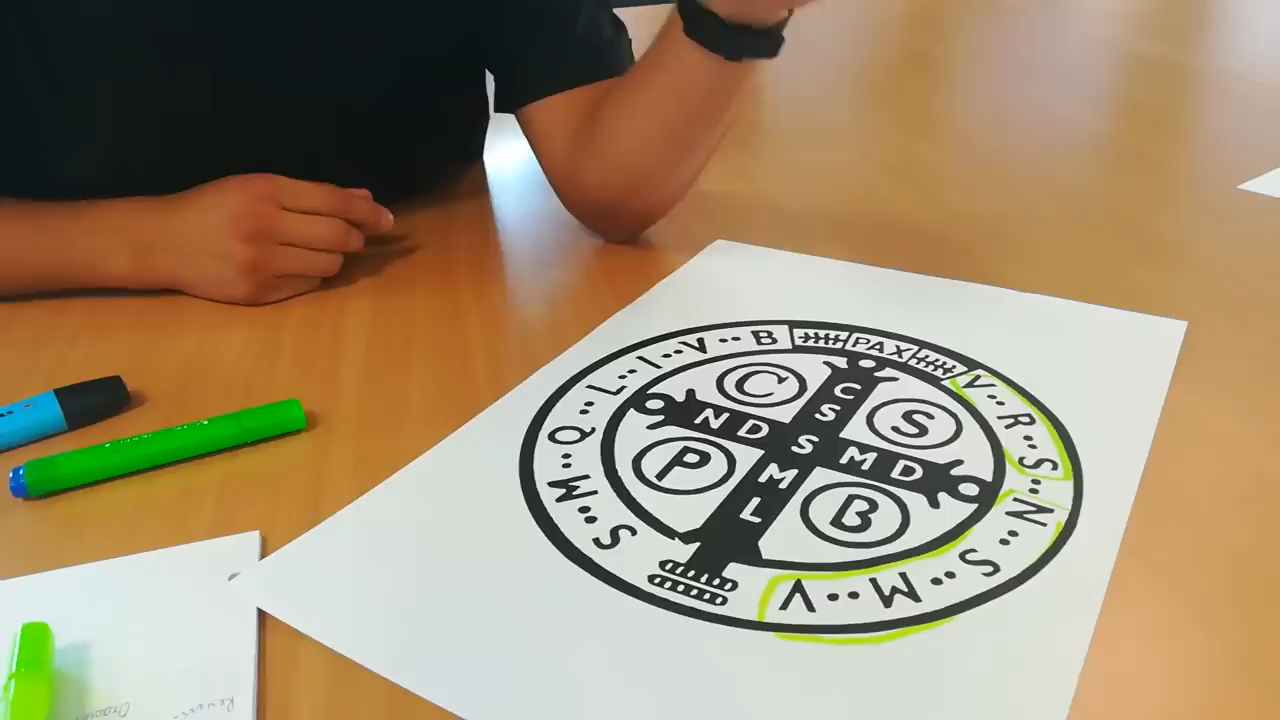 PAX
V··R··S··N··S··M··V
S··M··Q··L··I··V··B
C S
P B
C
S
N D S M D
M
L